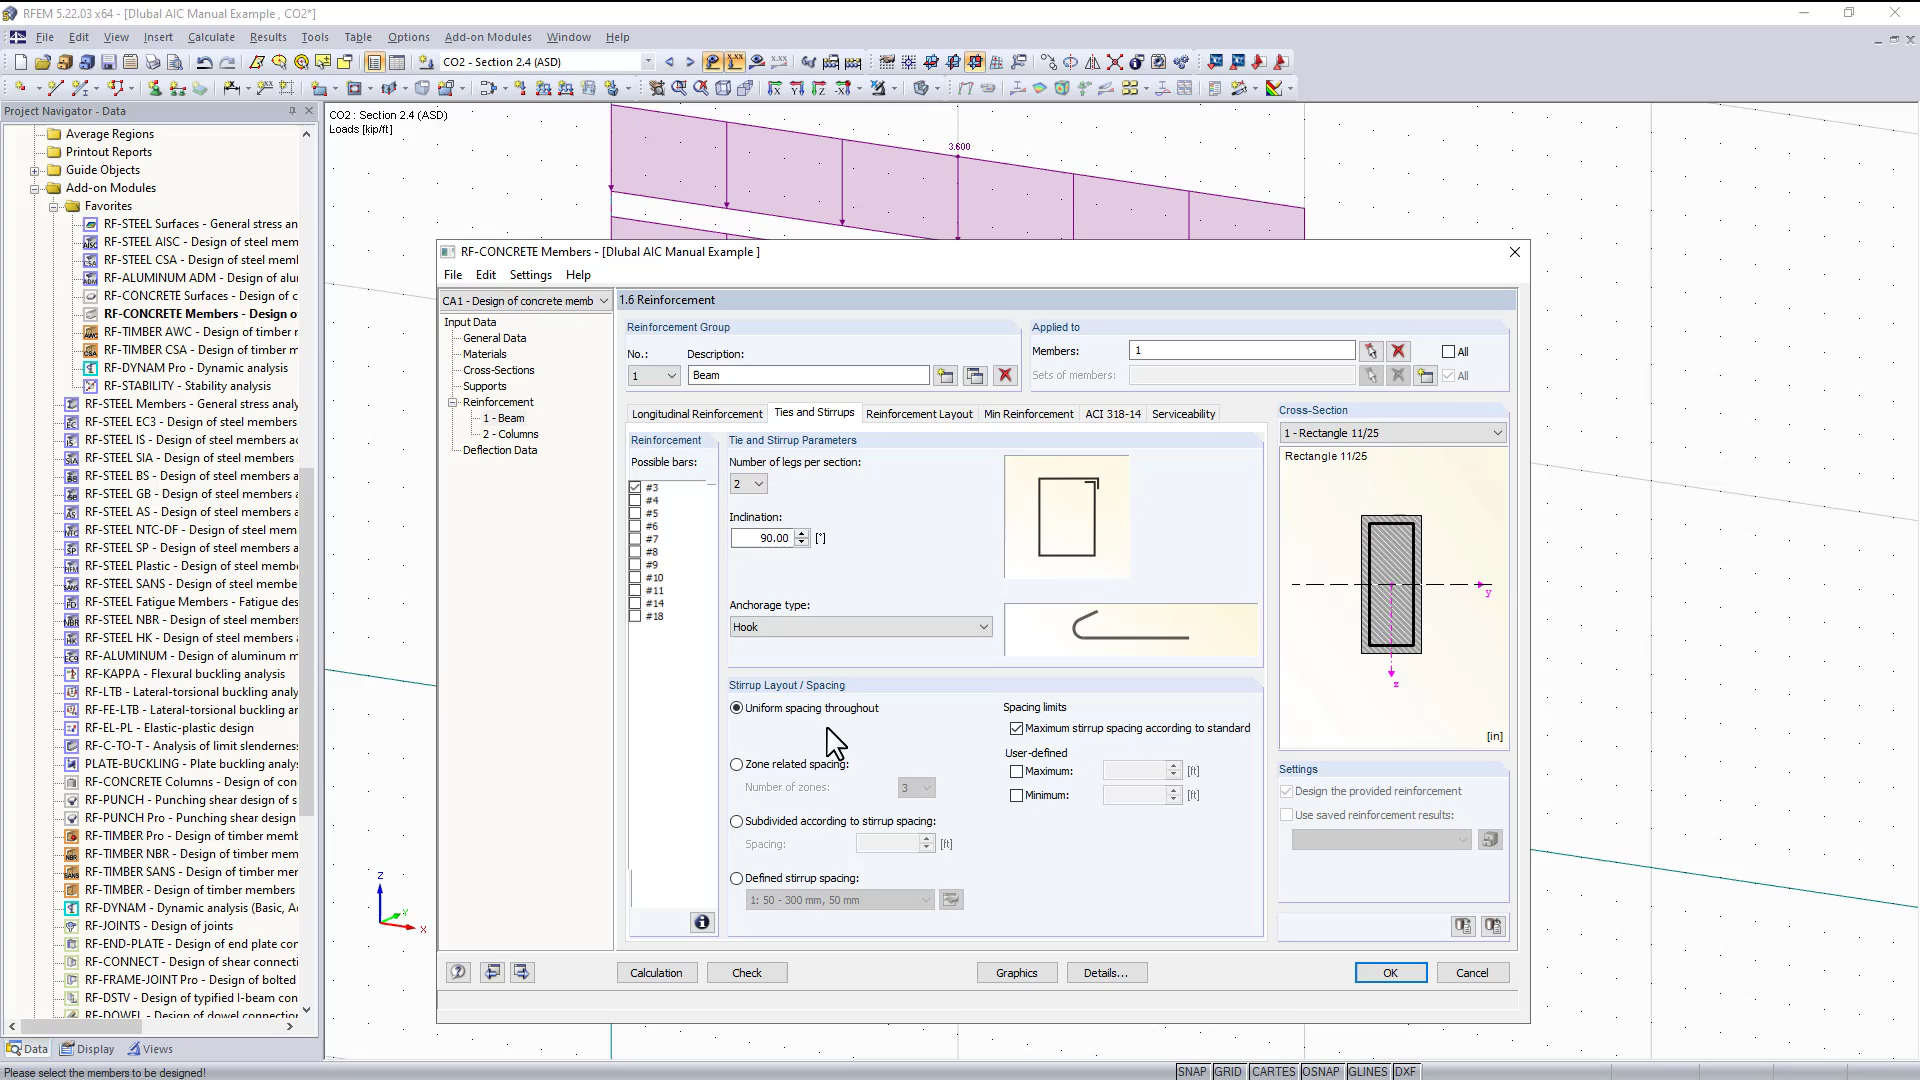 RFEM 5.22.03 x64 - [Dlubal AIC Manual Example , CO2*]
File Edit View Insert Calculate Results Tools Table Options Add-on Modules Window Help
CO2 - Section 2.4 (ASD)
Project Navigator - Data
Average Regions
Printout Reports
Guide Objects
Add-on Modules
Favorites
RF-STEEL Surfaces - General stress an
RF-STEEL AISC - Design of steel mem
RF-STEEL CSA - Design of steel memb
RF-ALUMINUM ADM - Design of alu
RF-CONCRETE Surfaces - Design of c
RF-CONCRETE Members - Design o
RF-TIMBER AWC - Design of timber r
RF-TIMBER CSA - Design of timber m
RF-DYNAM Pro - Dynamic analysis
RF-STABILITY - Stability analysis
RF-STEEL Members - General stress analy
RF-STEEL EC3 - Design of steel members
RF-STEEL IS - Design of steel members ac
RF-STEEL SIA - Design of steel members
RF-STEEL BS - Design of steel members a
RF-STEEL GB - Design of steel members a
RF-STEEL AS - Design of steel members a
RF-STEEL NTC-DF - Design of steel mem
RF-STEEL SP - Design of steel members a
RF-STEEL Plastic - Design of steel membe
RF-STEEL SANS - Design of steel membe
RF-STEEL Fatigue Members - Fatigue des
RF-STEEL NBR - Design of steel member
RF-STEEL HK - Design of steel members a
RF-ALUMINUM - Design of aluminum m
RF-KAPPA - Flexural buckling analysis
RF-LTB - Lateral-torsional buckling analy
RF-FE-LTB - Lateral-torsional buckling an
RF-EL-PL - Elastic-plastic design
RF-C-TO-T - Analysis of limit slenderness
PLATE-BUCKLING - Plate buckling analys
RF-CONCRETE Columns - Design of con
RF-PUNCH - Punching shear design of s
RF-PUNCH Pro - Punching shear design
RF-TIMBER Pro - Design of timber memb
RF-TIMBER NBR - Design of timber mem
RF-TIMBER SANS - Design of timber mem
RF-TIMBER - Design of timber members
RF-DYNAM - Dynamic analysis (Basic, Ac
RF-JOINTS - Design of joints
RF-END-PLATE - Design of end plate con
RF-CONNECT - Design of shear connecti
RF-FRAME-JOINT Pro - Design of bolted
RF-DSTV - Design of typified I-beam con
RF-DOWEL - Design of dowel connection
Data Display Views
Please select the members to be designed!
SNAP GRID CARTES OSNAP GLINES DXF
CO2 : Section 2.4 (ASD)
Loads [kip/ft]
3.600
Z
Y
X
RF-CONCRETE Members - [Dlubal AIC Manual Example ]
File Edit Settings Help
CA1 - Design of concrete memb
Input Data
General Data
Materials
Cross-Sections
Supports
Reinforcement
1 - Beam
2 - Columns
Deflection Data
1.6 Reinforcement
Reinforcement Group
No.: Description:
1 Beam
Applied to
Members: 1 All
Sets of members: All
Longitudinal Reinforcement Ties and Stirrups Reinforcement Layout Min Reinforcement ACI 318-14 Serviceability
Reinforcement
Possible bars:
#3
#4
#5
#6
#7
#8
#9
#10
#11
#14
#18
Tie and Stirrup Parameters
Number of legs per section:
2
Inclination:
90.00 [°]
Anchorage type:
Hook
Stirrup Layout / Spacing
Uniform spacing throughout
Zone related spacing:
Number of zones: 3
Subdivided according to stirrup spacing:
Spacing: [ft]
Defined stirrup spacing:
1: 50 - 300 mm, 50 mm
Spacing limits
Maximum stirrup spacing according to standard
User-defined
Maximum: [ft]
Minimum: [ft]
Cross-Section
1 - Rectangle 11/25
Rectangle 11/25
y
z
[in]
Settings
Design the provided reinforcement
Use saved reinforcement results:
Calculation Check Graphics Details... OK Cancel